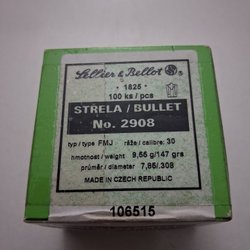 Sellier & Bellot S&B ®
• 1825 •
100 ks / pcs
STRELA / BULLET
No. 2908
typ / type FMJ ráže / calibre: 30
hmotnost / weight 9,55 g/147 grs
průměr / diameter 7,85/.308
MADE IN CZECH REPUBLIC
106515